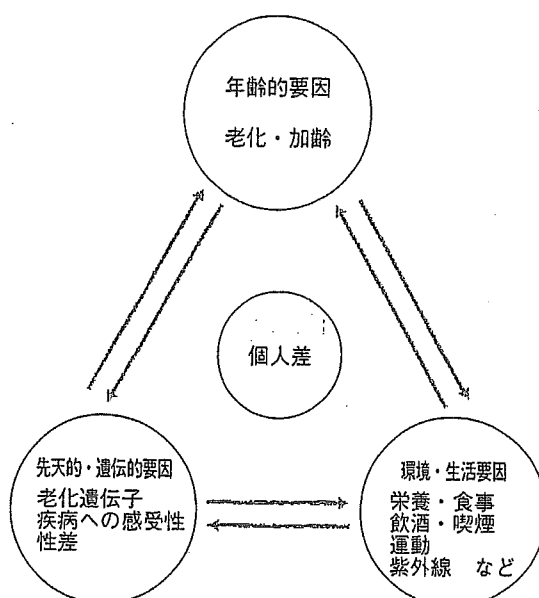 年齢的要因
老化・加齢
個人差
先天的・遺伝的要因
老化遺伝子
疾病への感受性
性差
環境・生活要因
栄養・食事
飲酒・喫煙
運動
紫外線　など